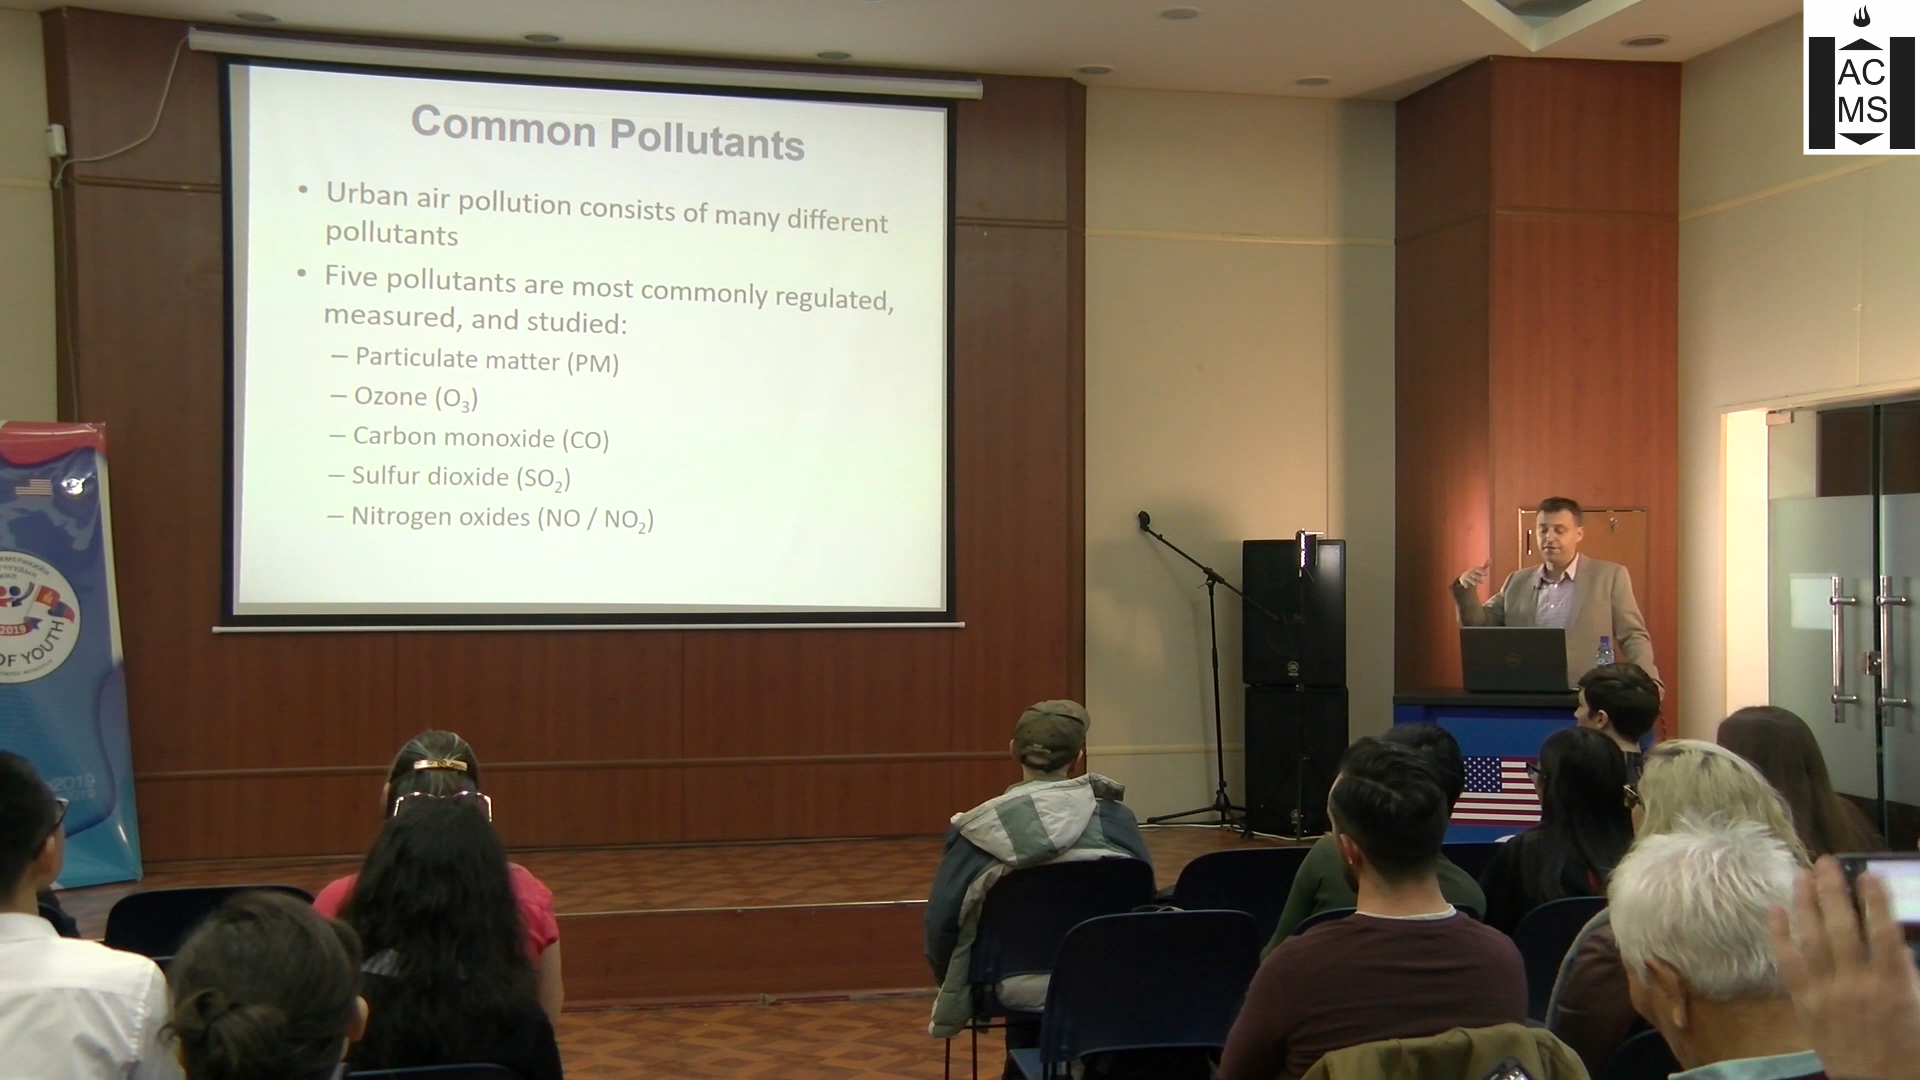 Common Pollutants
• Urban air pollution consists of many different
pollutants
• Five pollutants are most commonly regulated,
measured, and studied:
– Particulate matter (PM)
– Ozone (O₃)
– Carbon monoxide (CO)
– Sulfur dioxide (SO₂)
– Nitrogen oxides (NO / NO₂)
AC
MS
2019
OF YOUTH
2019